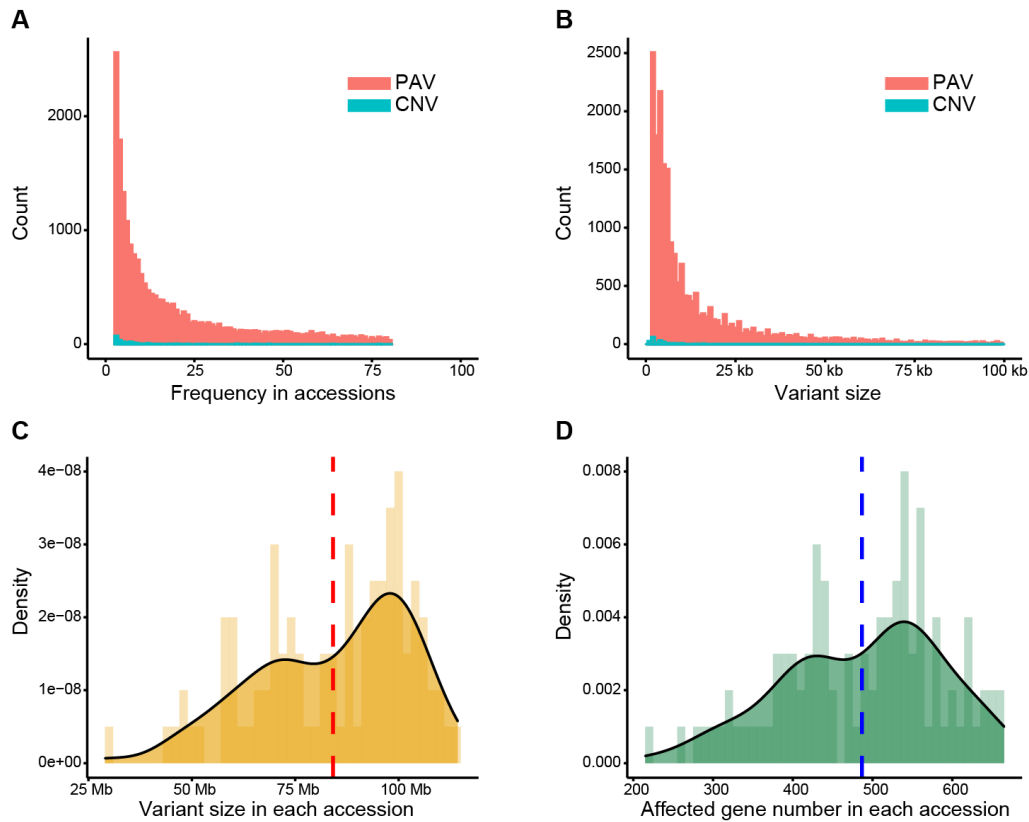 A
Count
2000
1000
0
PAV
CNV
0
50
50
100
Frequency in accessions
B
Count
2500
2000
1500
1000
500
0
PAV
CNV
0
25 kb
50 kb
75 kb
100 kb
Variant size
C
Density
4e−08
3e−08
2e−08
1e−08
0e+00
25 Mb
50 Mb
75 Mb
100 Mb
Variant size in each accession
D
Density
0.008
0.006
0.004
0.002
0.000
200
300
400
500
600
Affected gene number in each accession